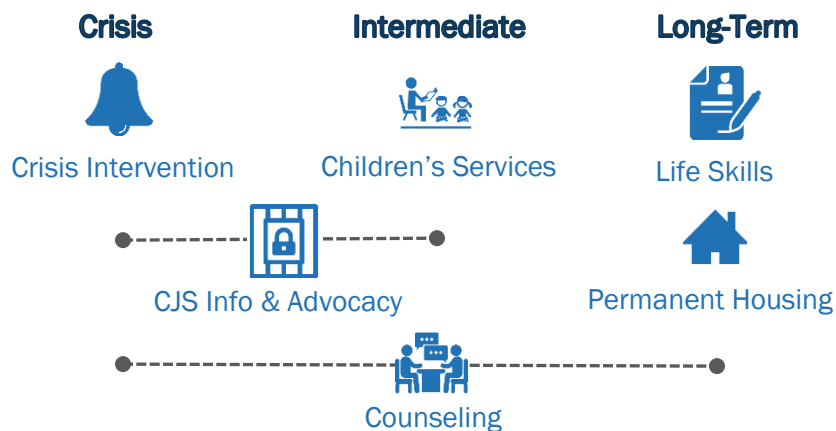 Crisis
Intermediate
Long-Term
Crisis Intervention
Children's Services
Life Skills
CJS Info & Advocacy
Permanent Housing
Counseling